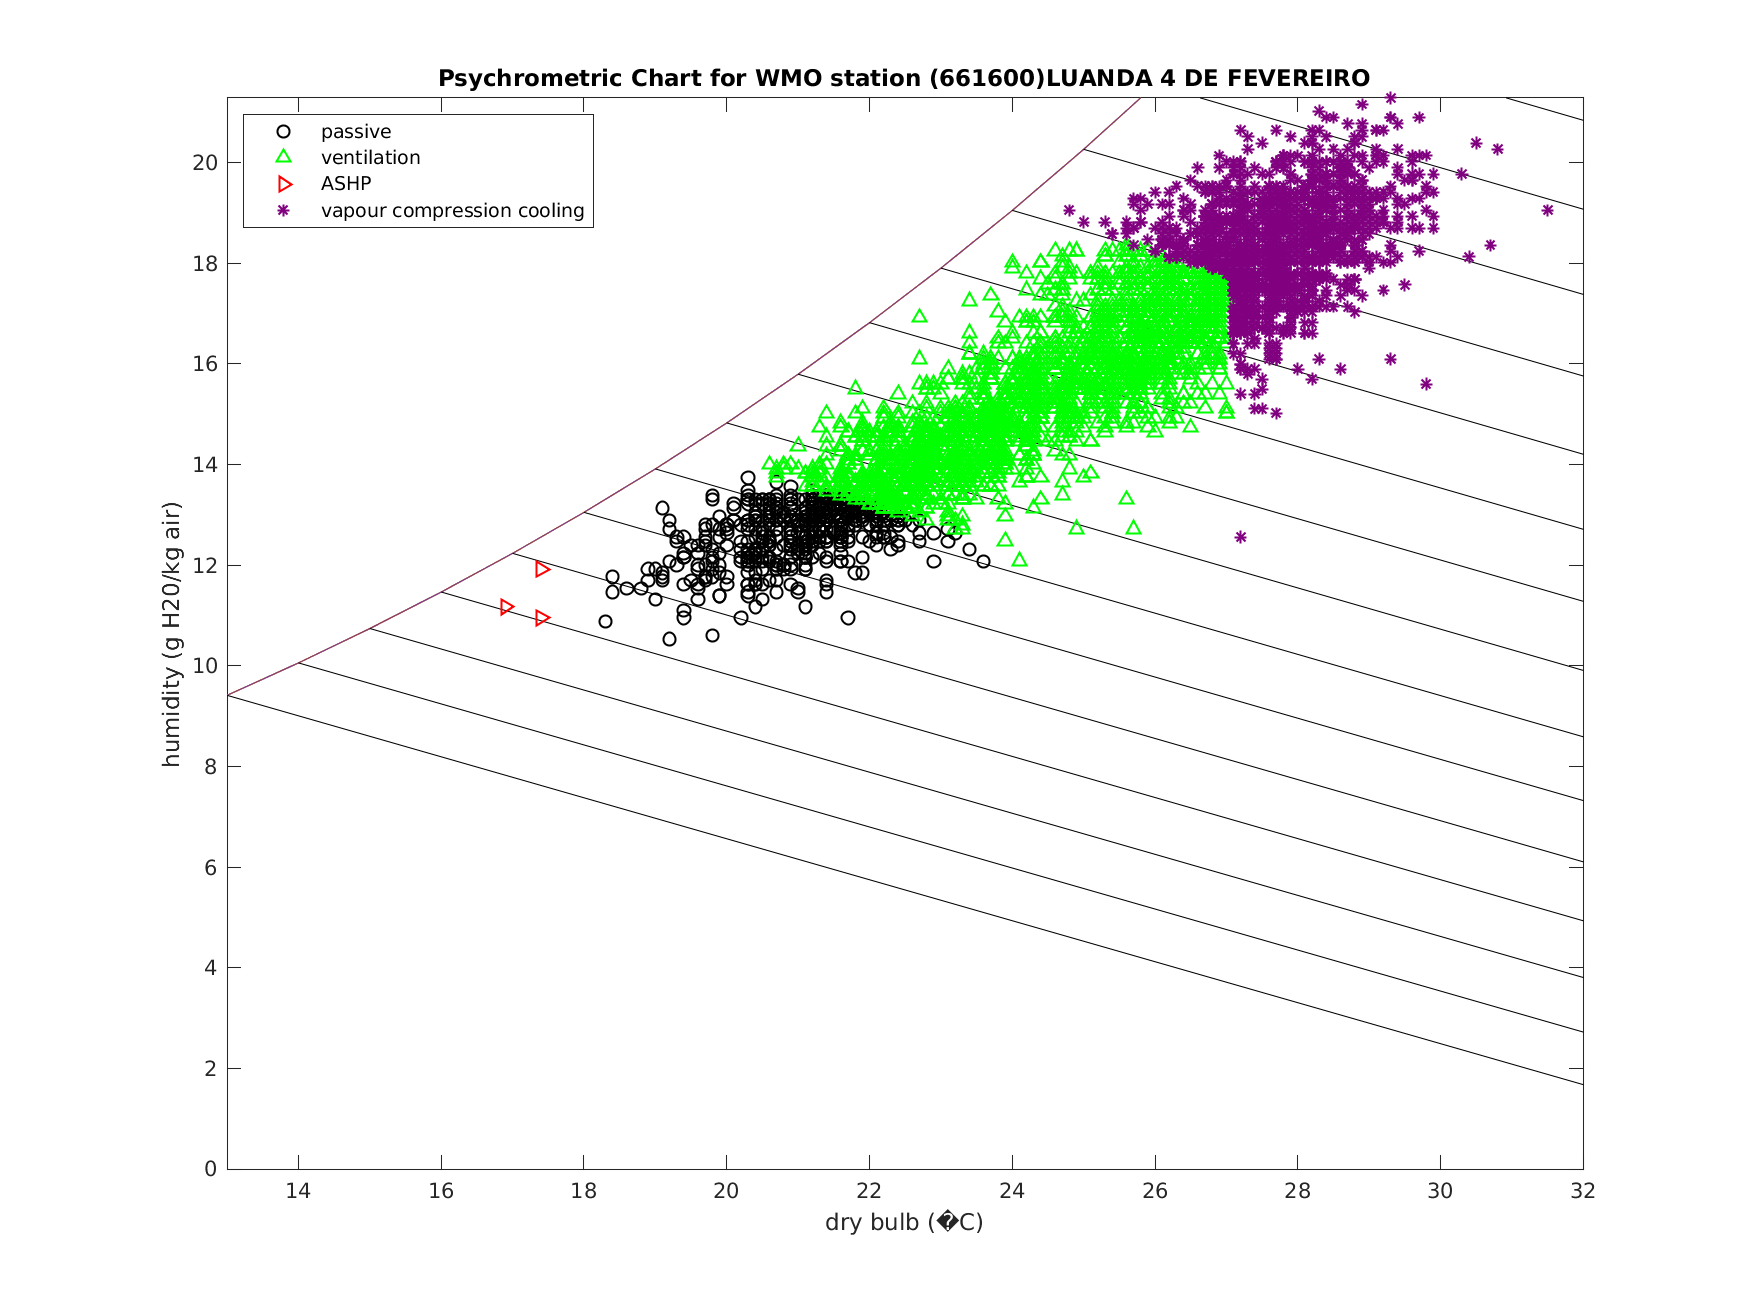 Psychrometric Chart for WMO station (661600)LUANDA 4 DE FEVEREIRO
passive
ventilation
ASHP
vapour compression cooling
humidity (g H20/kg air)
20
18
16
14
12
10
8
6
4
2
0
14 16 18 20 22 24 26 28 30 32
dry bulb (�C)